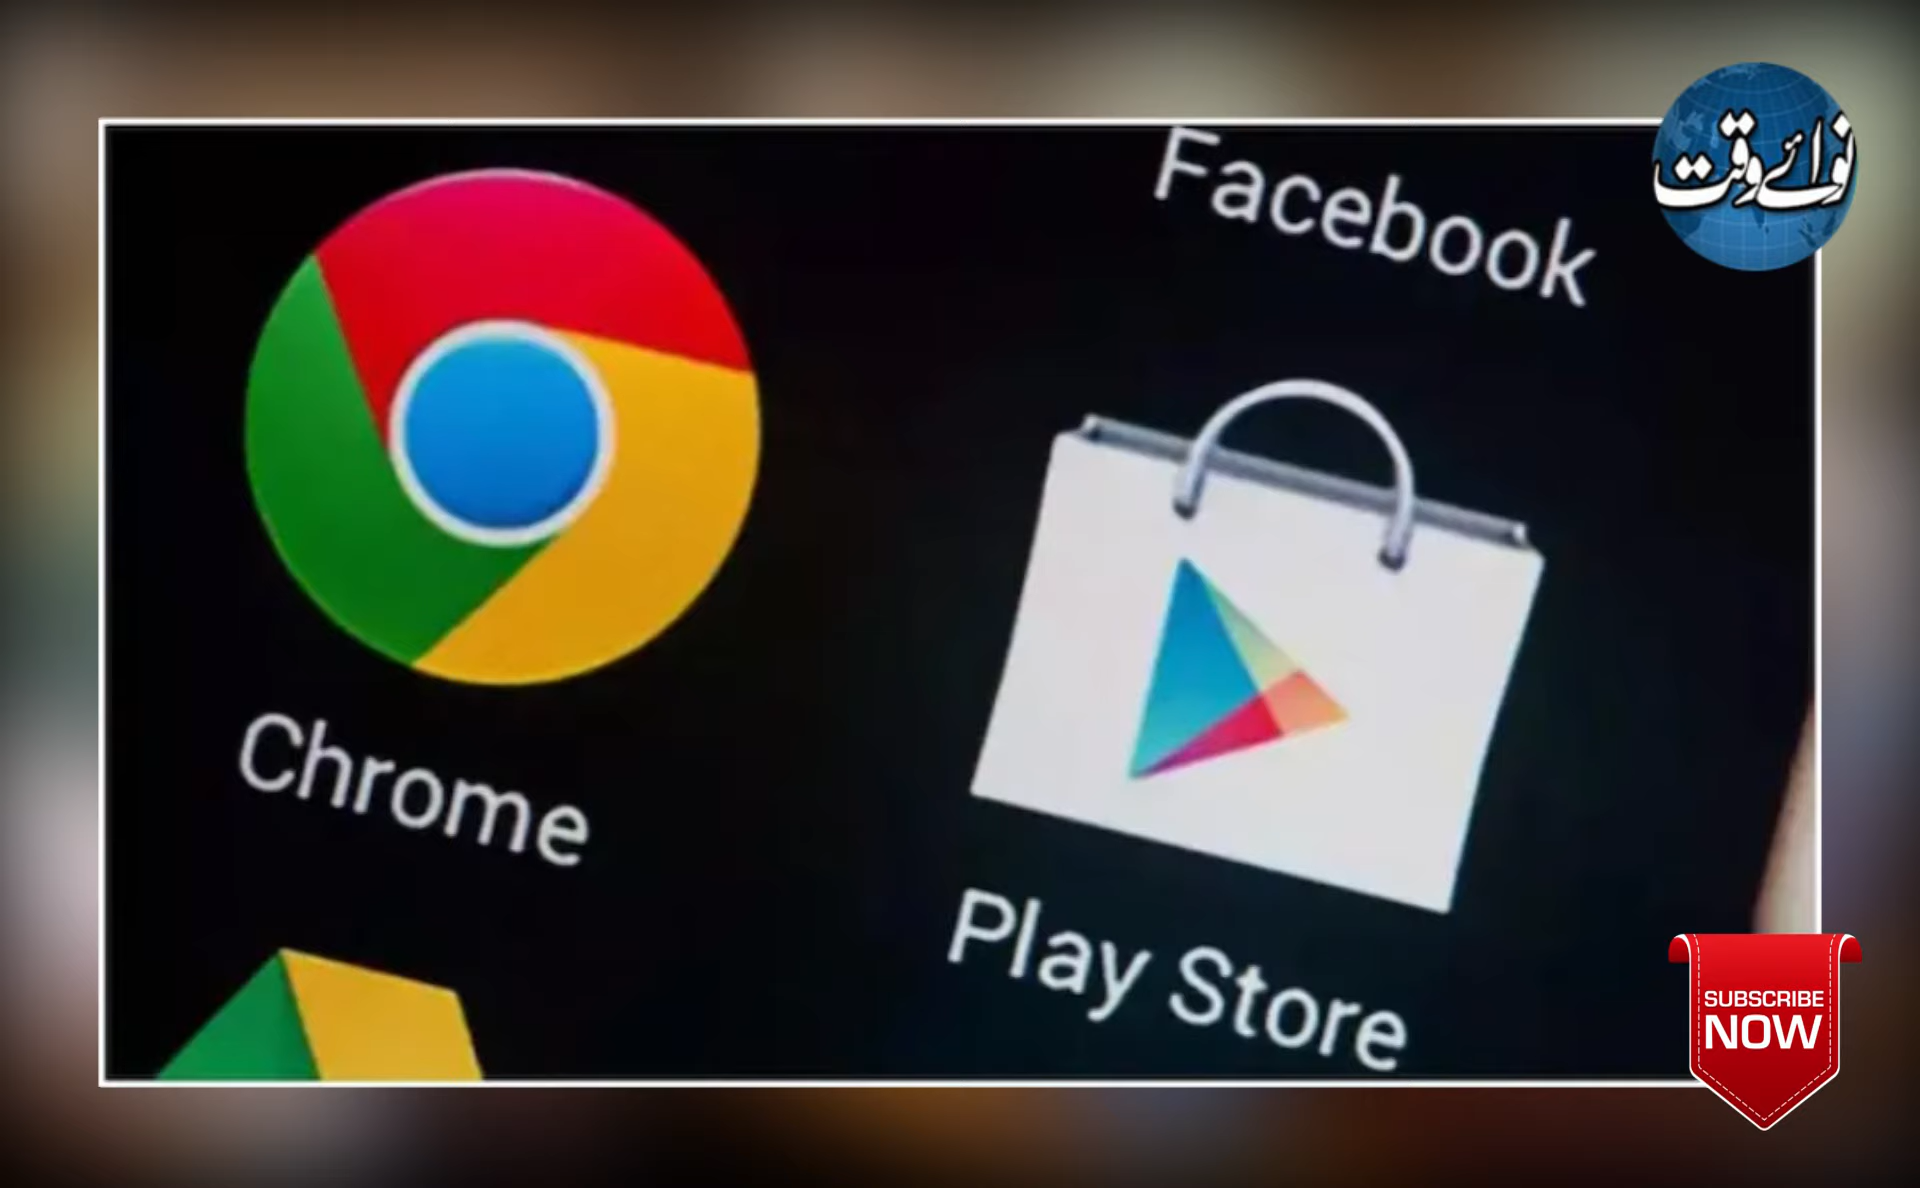 Facebook
نوائے وقت
Chrome
Play Store
SUBSCRIBE
NOW